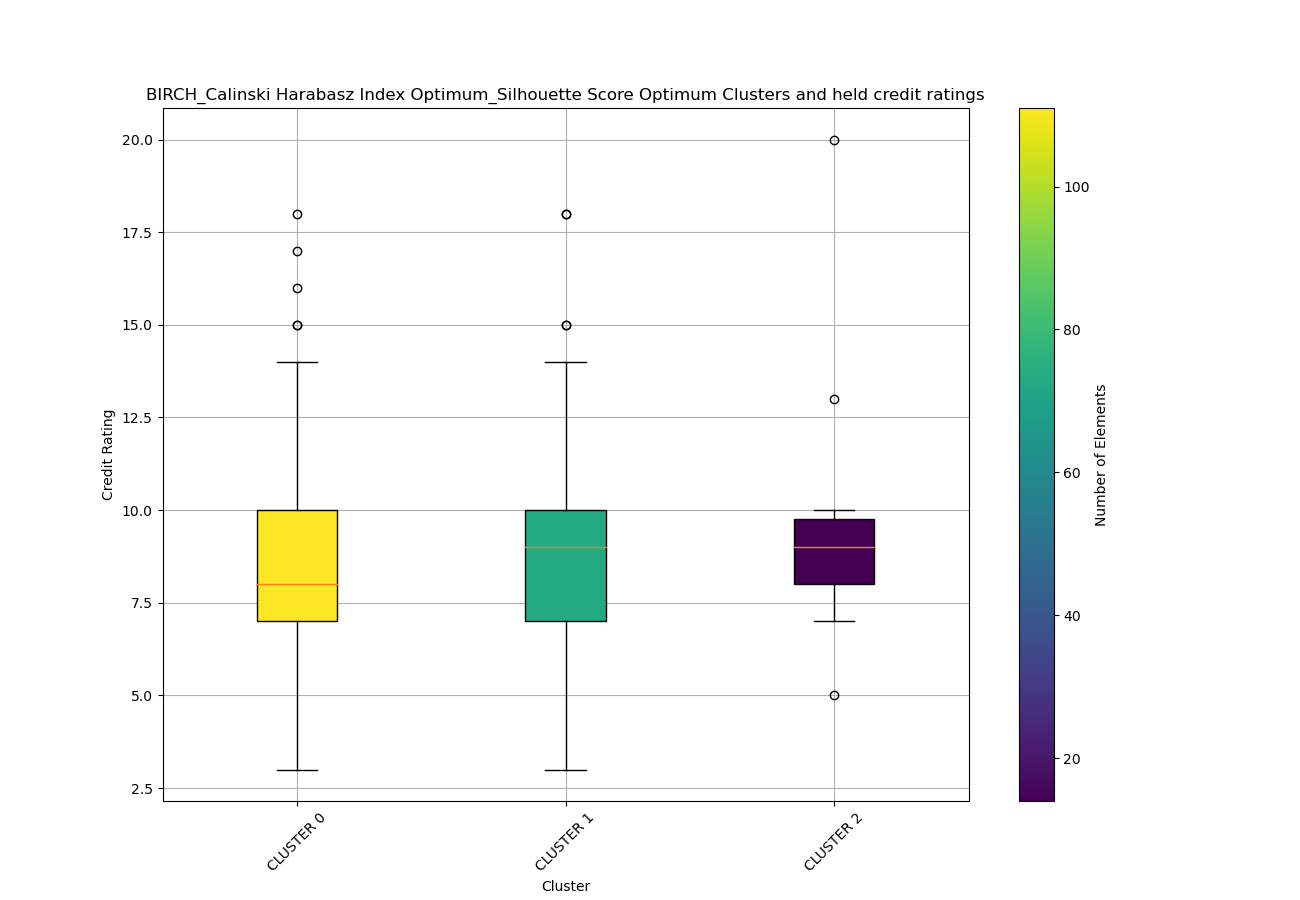 BIRCH_Calinski Harabasz Index Optimum_Silhouette Score Optimum Clusters and held credit ratings
20.0
17.5
15.0
12.5
10.0
7.5
5.0
2.5
Credit Rating
CLUSTER 0
CLUSTER 1
CLUSTER 2
Cluster
100
80
60
40
20
Number of Elements